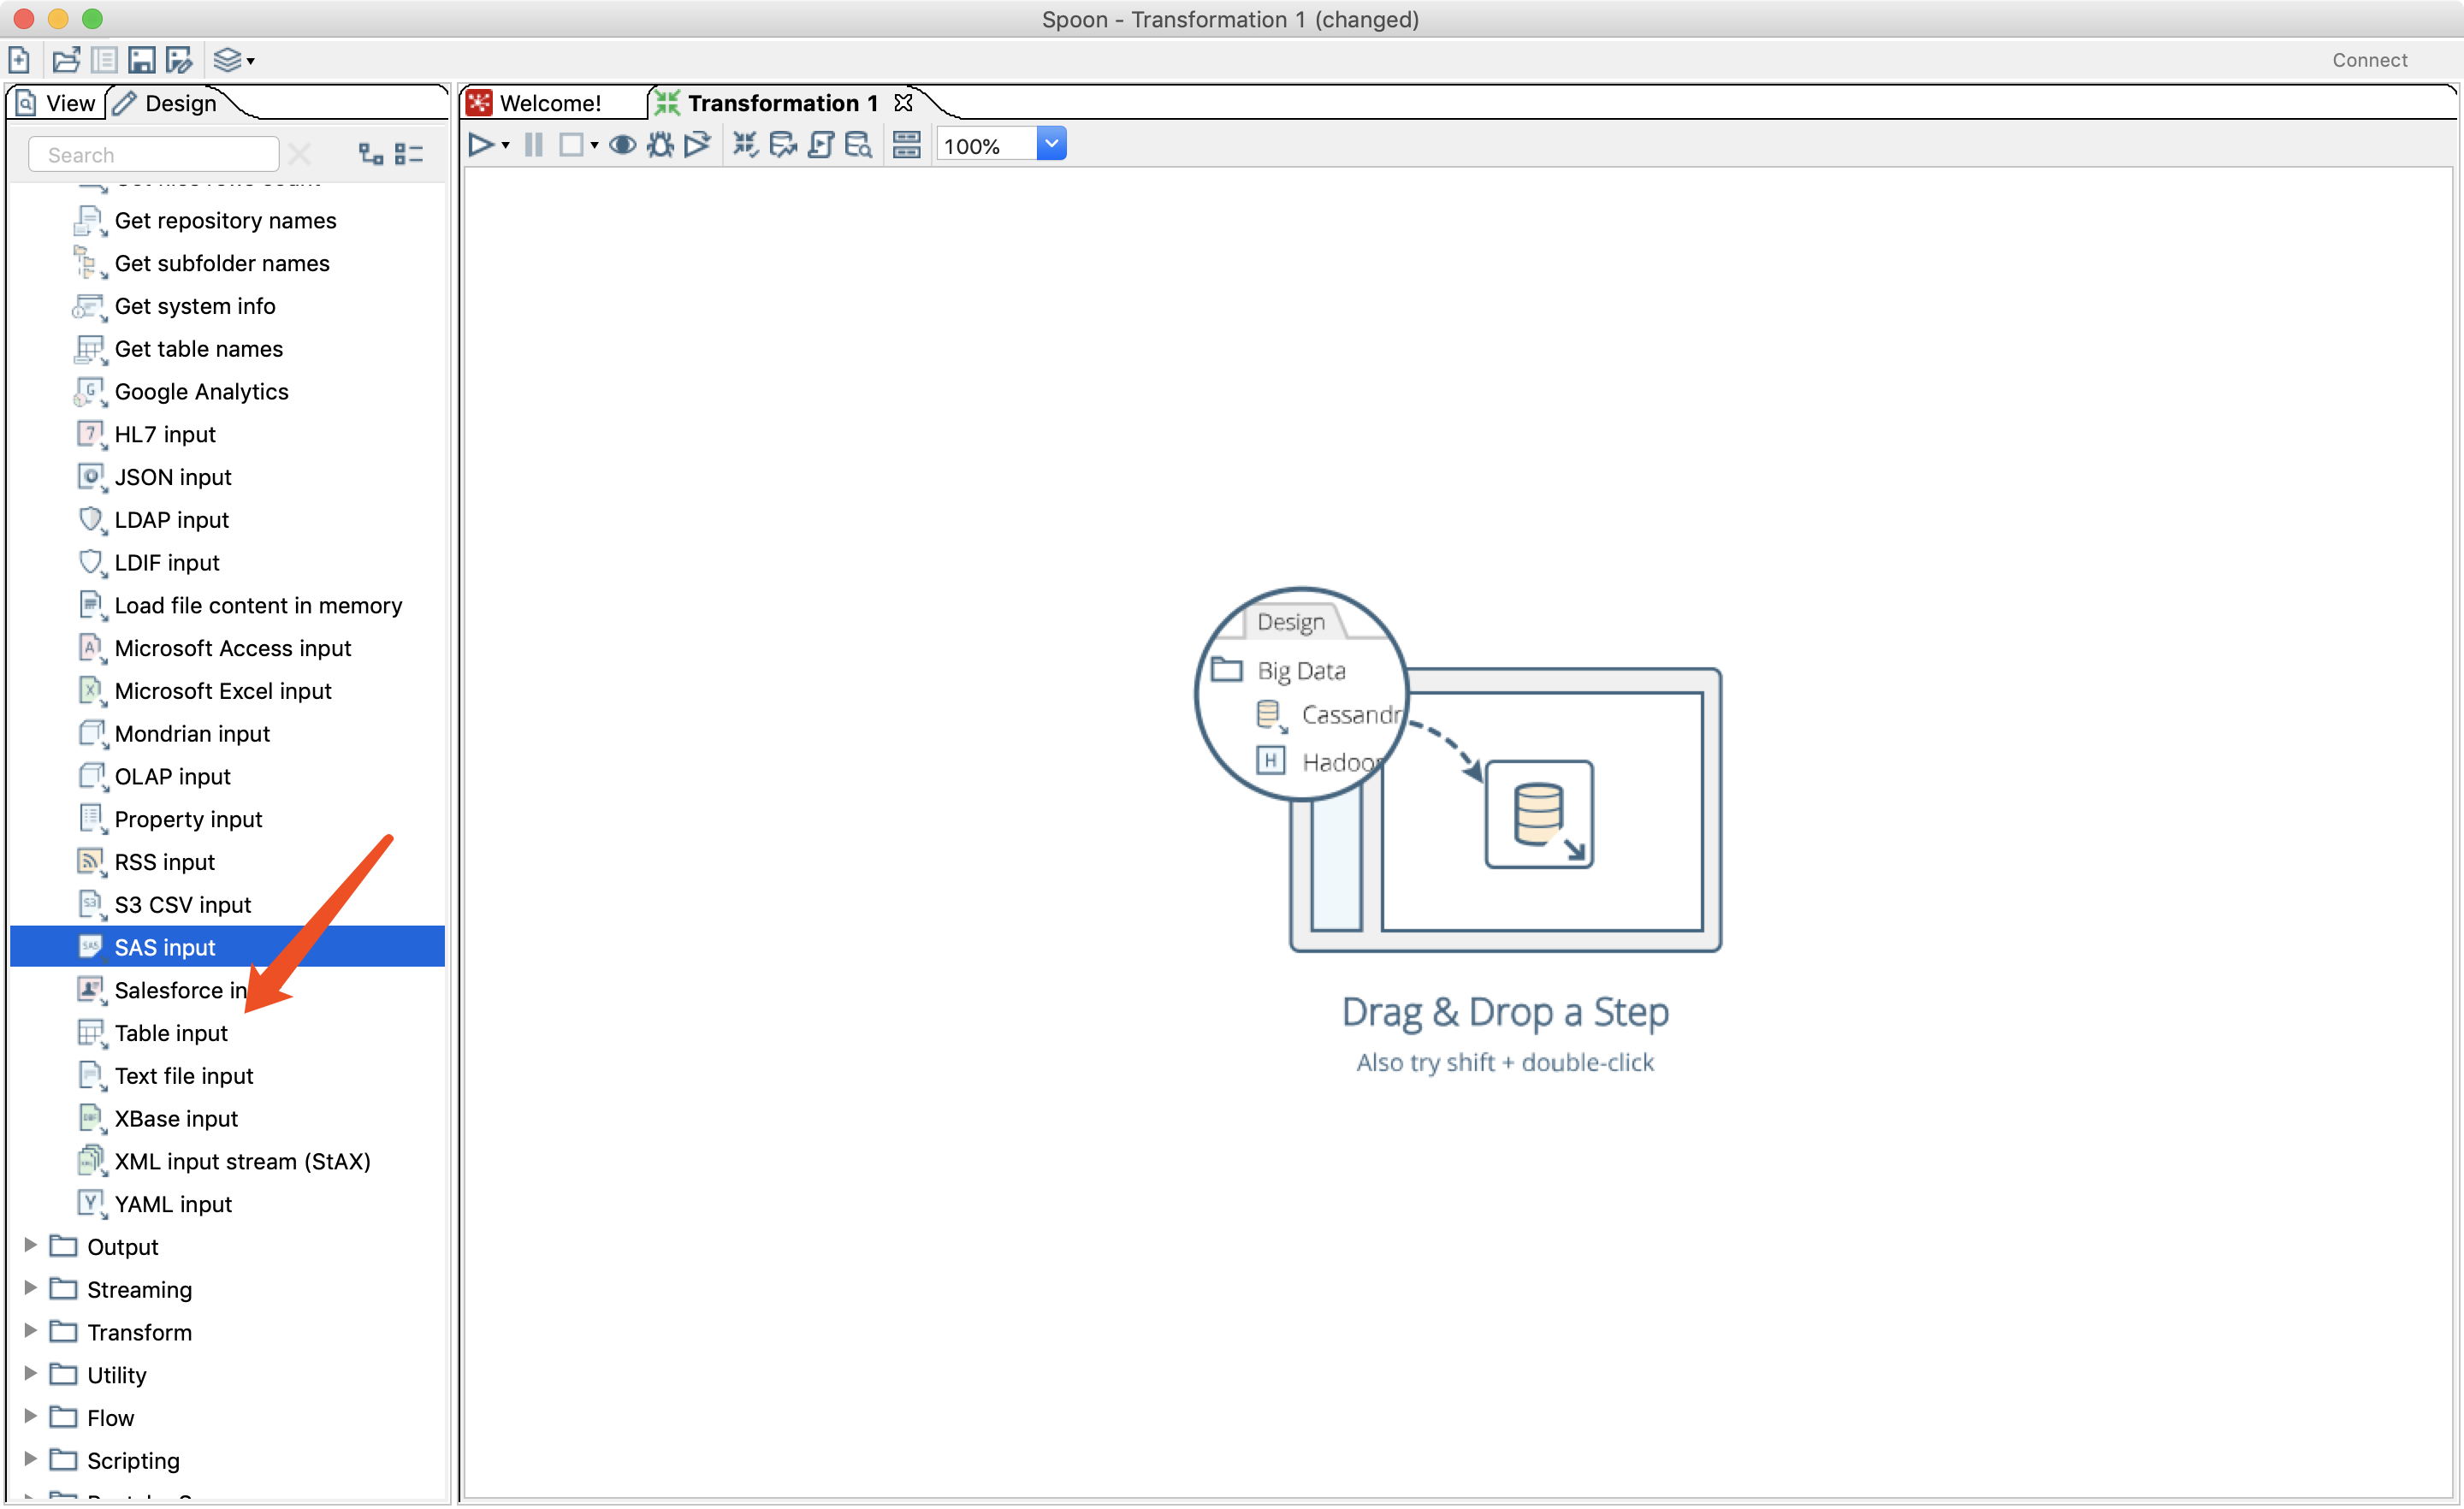 Spoon - Transformation 1 (changed)
Connect
View
Design
Welcome!
Transformation 1
Search
100%
Get repository names
Get subfolder names
Get system info
Get table names
Google Analytics
HL7 input
JSON input
LDAP input
LDIF input
Load file content in memory
Microsoft Access input
Microsoft Excel input
Mondrian input
OLAP input
Property input
RSS input
S3 CSV input
SAS input
Salesforce in
Table input
Text file input
XBase input
XML input stream (StAX)
YAML input
Output
Streaming
Transform
Utility
Flow
Scripting
Design
Big Data
Cassandr
H Hadoop
Drag & Drop a Step
Also try shift + double-click